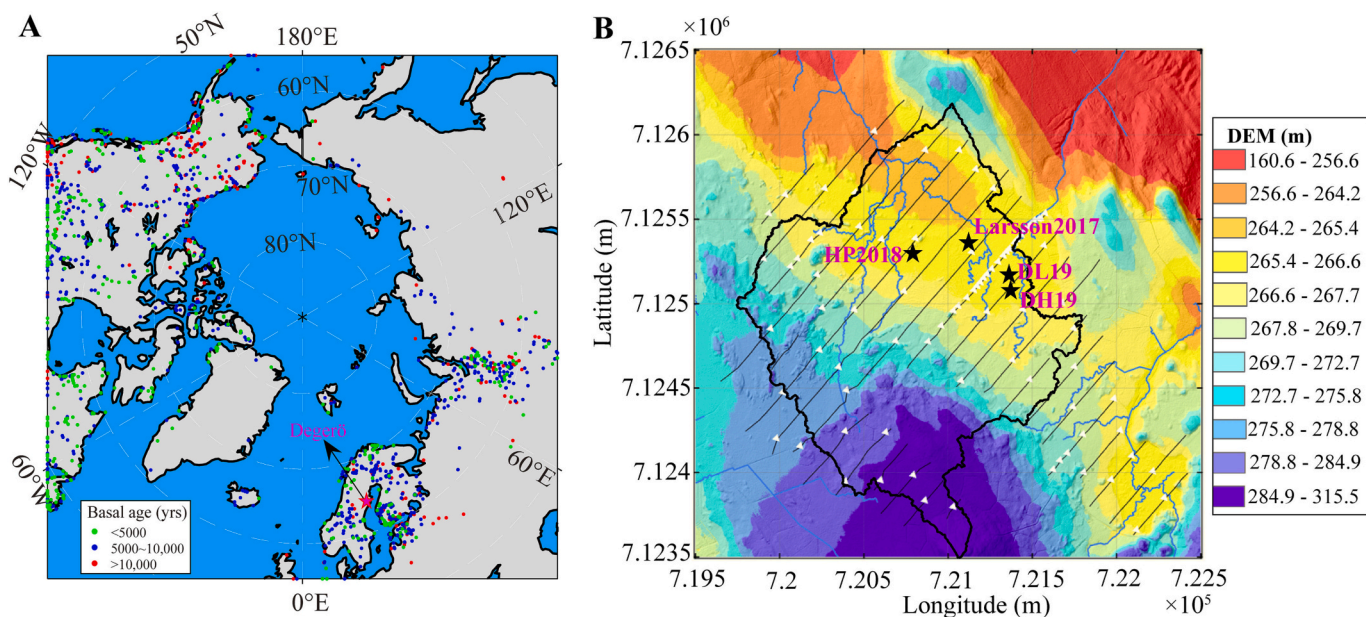 A
50°N
180°E
60°N
120°W
70°N
120°E
80°N
Degerö
60°W
60°E
Basal age (yrs)
<5000
5000~10,000
>10,000
0°E
B
×10⁶
7.1265
7.126
7.1255
7.125
7.1245
7.124
7.1235
Latitude (m)
Larsson2017
HP2018
DL19
DH19
7.195
7.2
7.205
7.21
7.215
7.22
7.225
Longitude (m)
×10⁵
DEM (m)
160.6 - 256.6
256.6 - 264.2
264.2 - 265.4
265.4 - 266.6
266.6 - 267.7
267.8 - 269.7
269.7 - 272.7
272.7 - 275.8
275.8 - 278.8
278.8 - 284.9
284.9 - 315.5